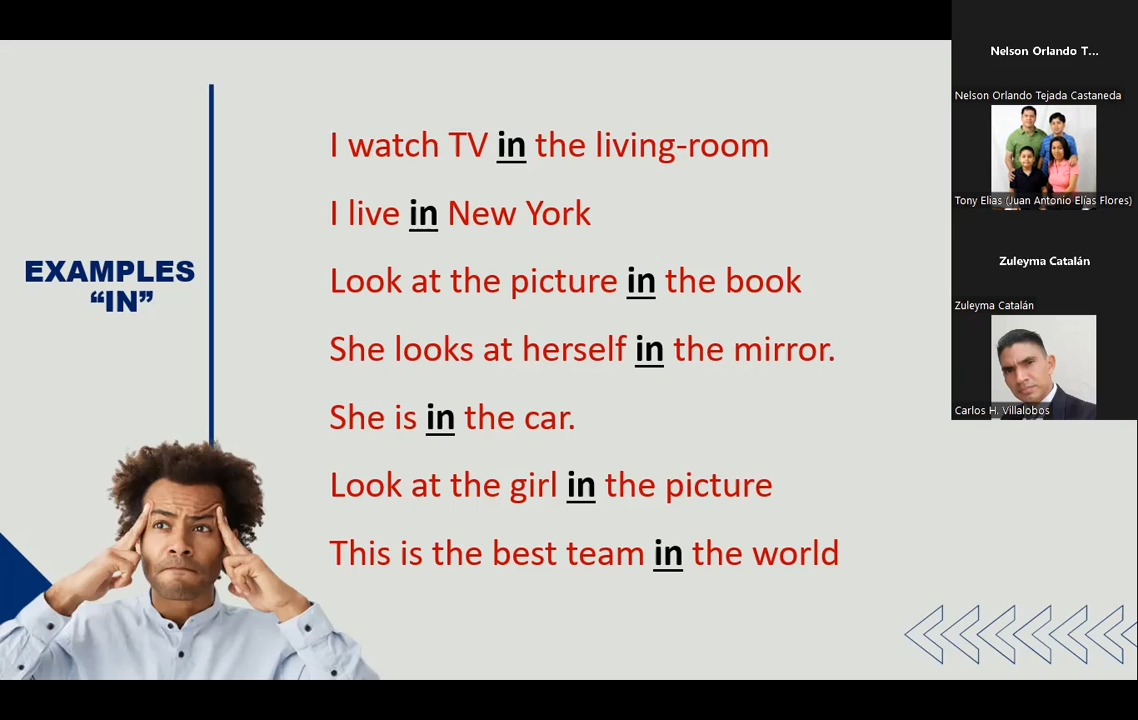 EXAMPLES
“IN”
I watch TV in the living-room
I live in New York
Look at the picture in the book
She looks at herself in the mirror.
She is in the car.
Look at the girl in the picture
This is the best team in the world
Nelson Orlando T...
Nelson Orlando Tejada Castaneda
Tony Elias (Juan Antonio Elías Flores)
Zuleyma Catalán
Zuleyma Catalán
Carlos H. Villalobos